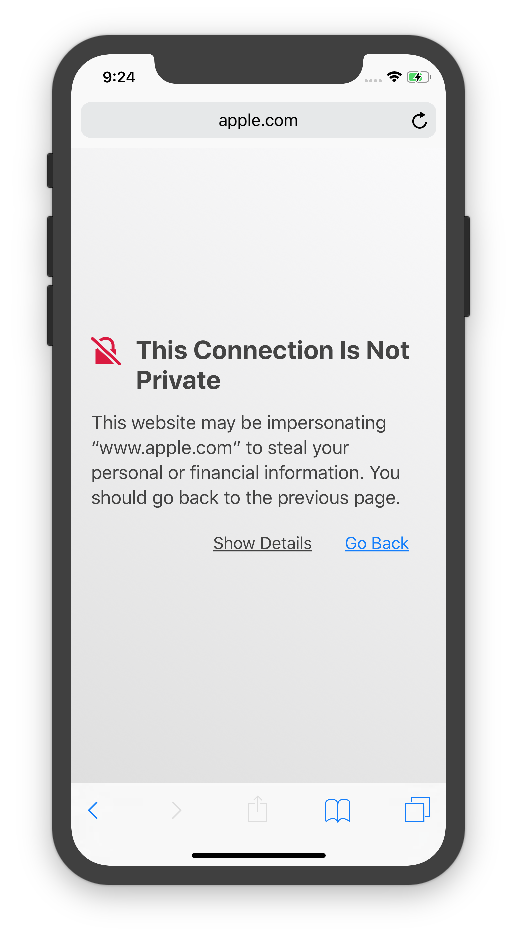 9:24
apple.com
This Connection Is Not
Private
This website may be impersonating
“www.apple.com” to steal your
personal or financial information. You
should go back to the previous page.
Show Details Go Back